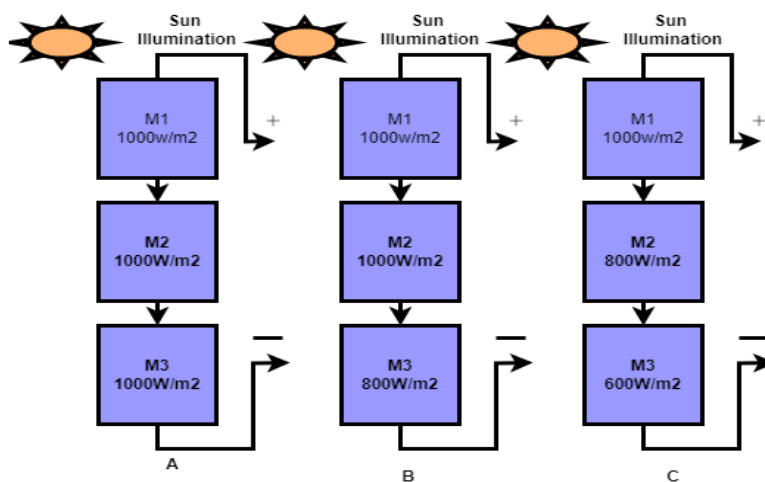 Sun
Illumination
M1
1000w/m2
+
M2
1000W/m2
M3
1000W/m2
—
A
Sun
Illumination
M1
1000w/m2
+
M2
1000W/m2
M3
800W/m2
—
B
Sun
Illumination
M1
1000w/m2
+
M2
800W/m2
M3
600W/m2
—
C